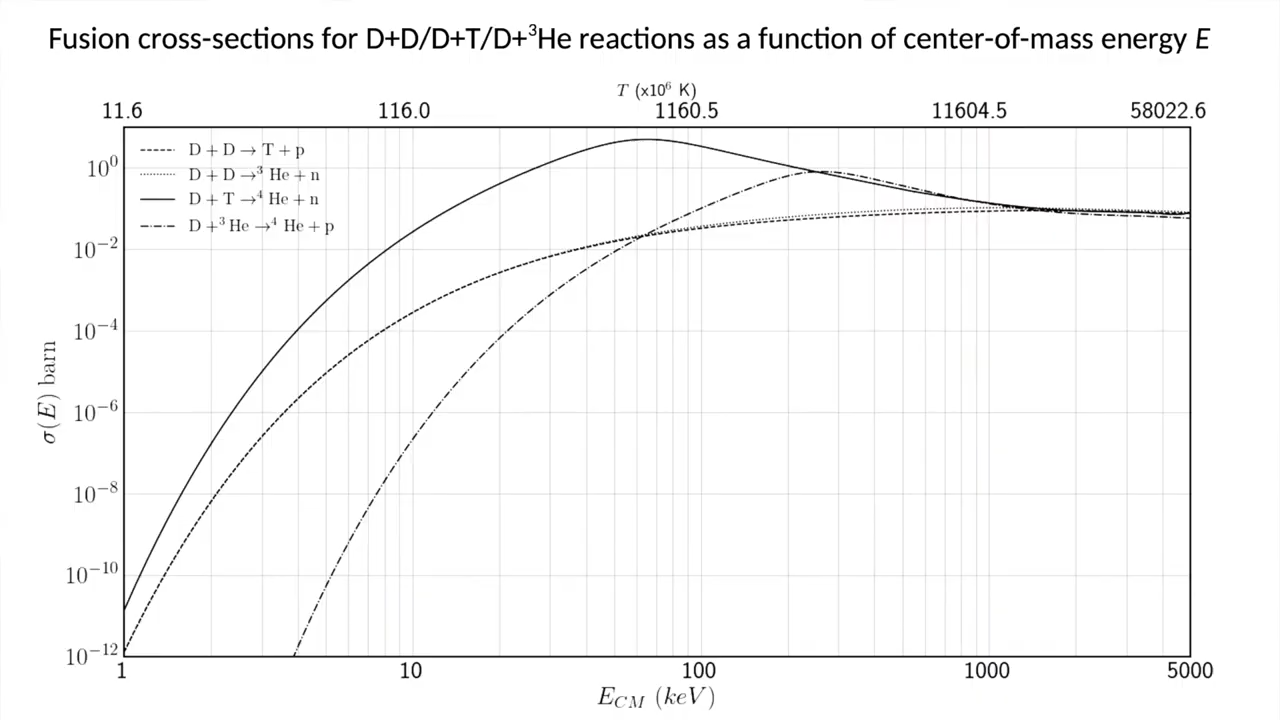 Fusion cross-sections for D+D/D+T/D+³He reactions as a function of center-of-mass energy E
T (x10⁶ K)
11.6 116.0 1160.5 11604.5 58022.6
D + D → T + p
D + D →³ He + n
D + T →⁴ He + n
D +³He →⁴ He + p
10⁰
10⁻²
10⁻⁴
10⁻⁶
10⁻⁸
10⁻¹⁰
10⁻¹²
σ(E) barn
1 10 100 1000 5000
E_CM (keV)